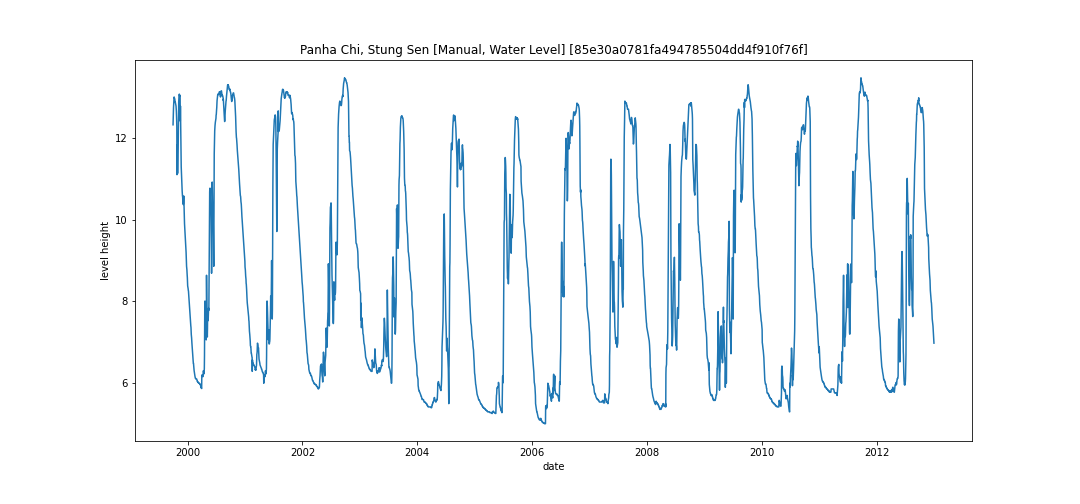 Panha Chi, Stung Sen [Manual, Water Level] [85e30a0781fa494785504dd4f910f76f]
level height
12
10
8
6
2000 2002 2004 2006 2008 2010 2012
date